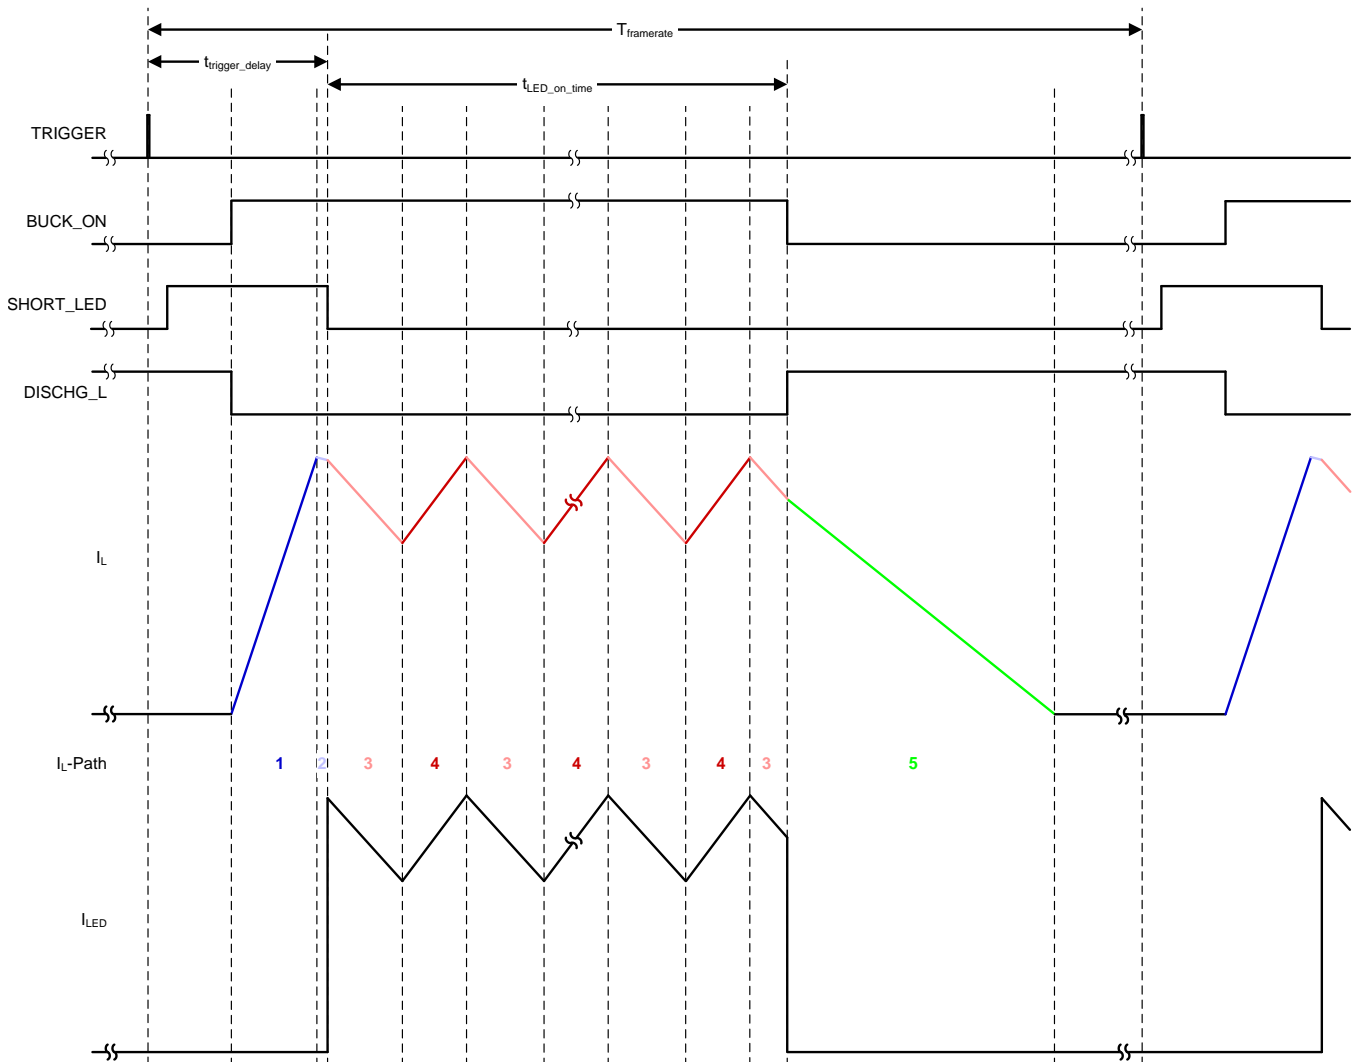 Tframerate
ttrigger_delay
tLED_on_time
TRIGGER
BUCK_ON
SHORT_LED
DISCHG_L
IL
IL-Path 1 2 3 4 3 4 3 4 3 5
ILED